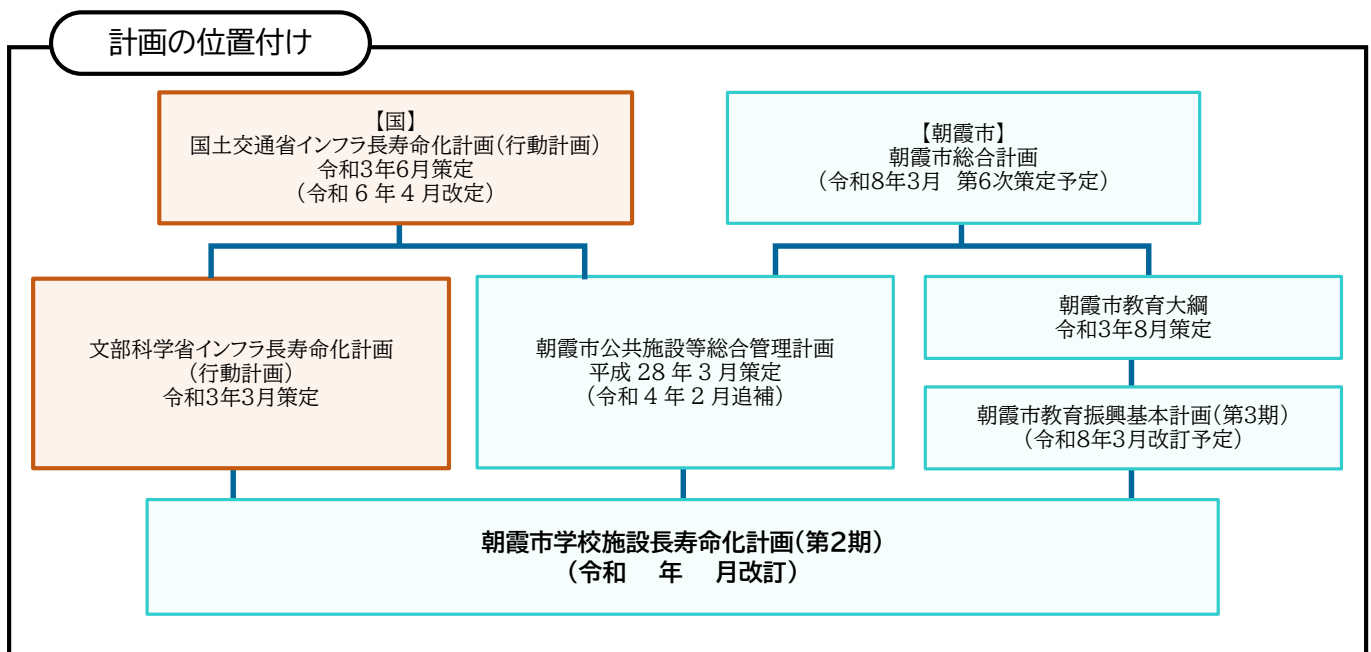 計画の位置付け
【国】
国土交通省インフラ長寿命化計画(行動計画)
令和3年6月策定
(令和 6 年 4 月改定)
【朝霞市】
朝霞市総合計画
(令和8年3月 第6次策定予定)
文部科学省インフラ長寿命化計画
(行動計画)
令和3年3月策定
朝霞市公共施設等総合管理計画
平成 28 年 3 月策定
(令和 4 年 2 月追補)
朝霞市教育大綱
令和3年8月策定
朝霞市教育振興基本計画(第3期)
(令和8年3月改訂予定)
朝霞市学校施設長寿命化計画(第2期)
(令和 年 月改訂)